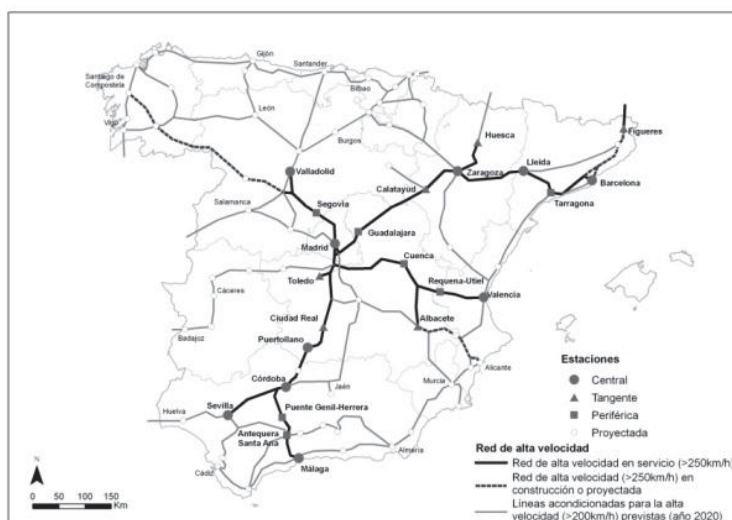 Gijón
Santander
Santiago de
Compostela
Bilbao
Vigo
León
Burgos
Huesca
Figueres
Valladolid
Zaragoza
Lleida
Calatayud
Barcelona
Salamanca
Segovia
Tarragona
Guadalajara
Madrid
Cuenca
Toledo
Requena-Utiel
Valencia
Cáceres
Ciudad Real
Albacete
Badajoz
Puertollano
Alicante
Estaciones
Central
Tangente
Periférica
Proyectada
Córdoba
Jaén
Murcia
Huelva
Sevilla
Puente Genil-Herrera
Antequera
Santa Ana
Almería
Cádiz
Málaga
N
0 50 100 150
Km
Red de alta velocidad
Red de alta velocidad en servicio (>250km/h)
Red de alta velocidad (>250km/h) en
construcción o proyectada
Lineas acondicionadas para la alta
velocidad (>200km/h) previstas (año 2020)